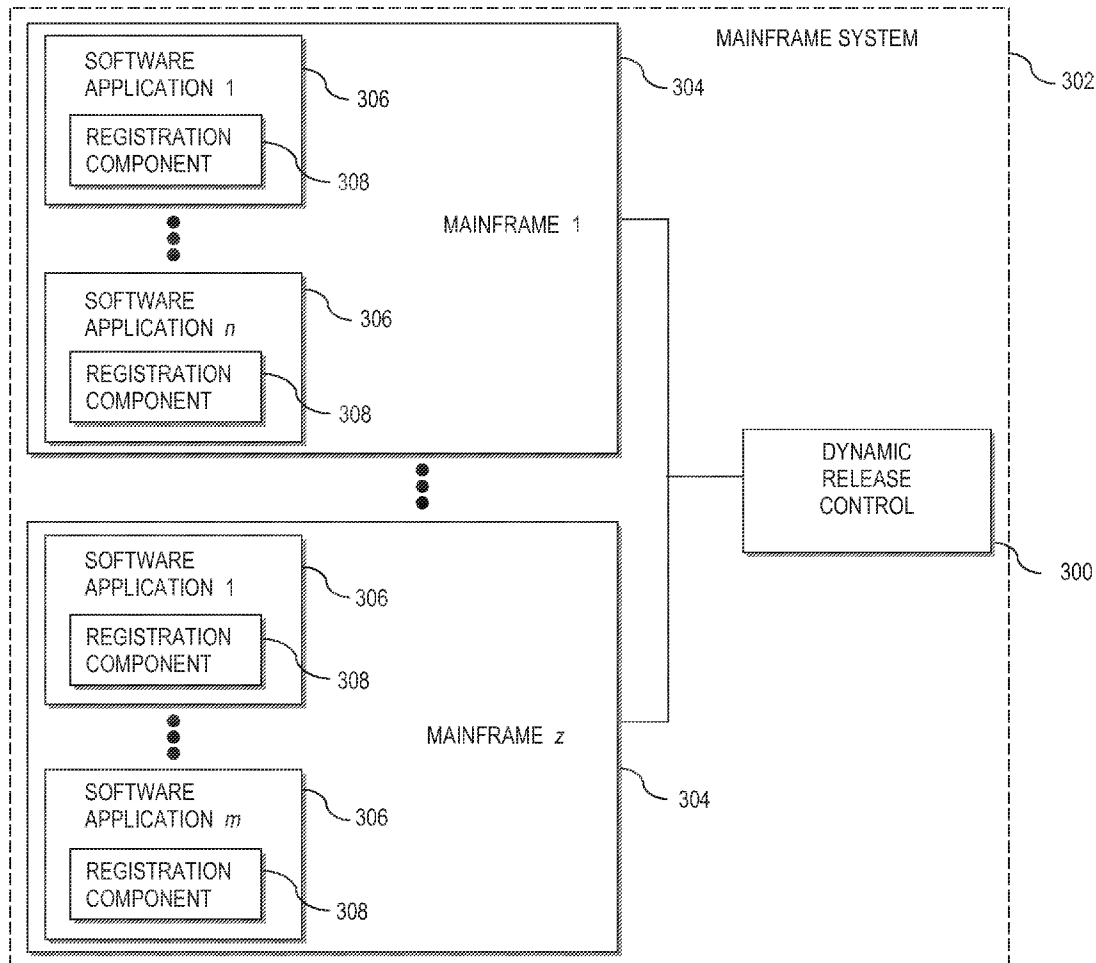 MAINFRAME SYSTEM
302
SOFTWARE
APPLICATION 1
306
304
REGISTRATION
COMPONENT
308
MAINFRAME 1
SOFTWARE
APPLICATION n
306
REGISTRATION
COMPONENT
308
DYNAMIC
RELEASE
CONTROL
300
SOFTWARE
APPLICATION 1
306
REGISTRATION
COMPONENT
308
MAINFRAME z
304
SOFTWARE
APPLICATION m
306
REGISTRATION
COMPONENT
308